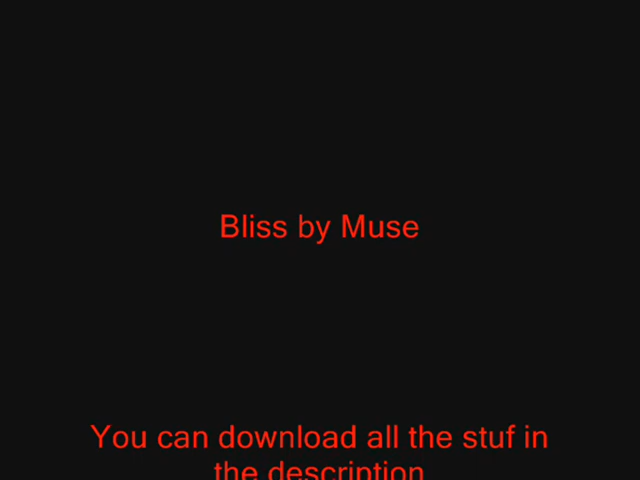 Bliss by Muse
You can download all the stuf in
the description